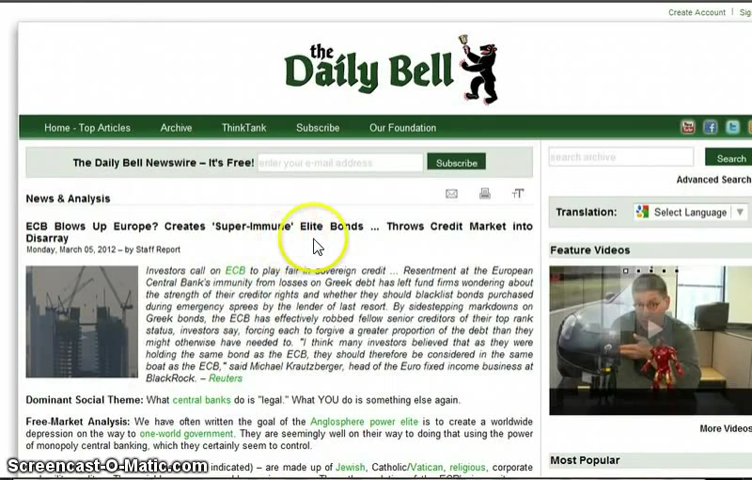 Create Account | Sig
the
Daily Bell
Home - Top Articles Archive ThinkTank Subscribe Our Foundation
The Daily Bell Newswire – It's Free! enter your e-mail address Subscribe
search archive Search
Advanced Search
News & Analysis
Translation: Select Language
ECB Blows Up Europe? Creates 'Super-Immune' Elite Bonds ... Throws Credit Market into
Disarray
Monday, March 05, 2012 – by Staff Report
Feature Videos
Investors call on ECB to play fair in sovereign credit ... Resentment at the European
Central Bank's immunity from losses on Greek debt has left fund firms wondering about
the strength of their creditor rights and whether they should blacklist bonds purchased
during emergency sprees by the lender of last resort. By sidestepping markdowns on
Greek bonds, the ECB has effectively robbed fellow senior creditors of their top rank
status, investors say, forcing each to forgive a greater proportion of the debt than they
might otherwise have needed to. "I think many investors believed that as they were
holding the same bond as the ECB, they should therefore be considered in the same
boat as the ECB," said Michael Krautzberger, head of the Euro fixed income business at
BlackRock. – Reuters
Dominant Social Theme: What central banks do is "legal." What YOU do is something else again.
Free-Market Analysis: We have often written the goal of the Anglosphere power elite is to create a worldwide
depression on the way to one-world government. They are seemingly well on their way to doing that using the power
of monopoly central banking, which they certainly seem to control.
More Videos
Most Popular
Screencast-O-Matic.com
indicated) – are made up of Jewish, Catholic/Vatican, religious, corporate